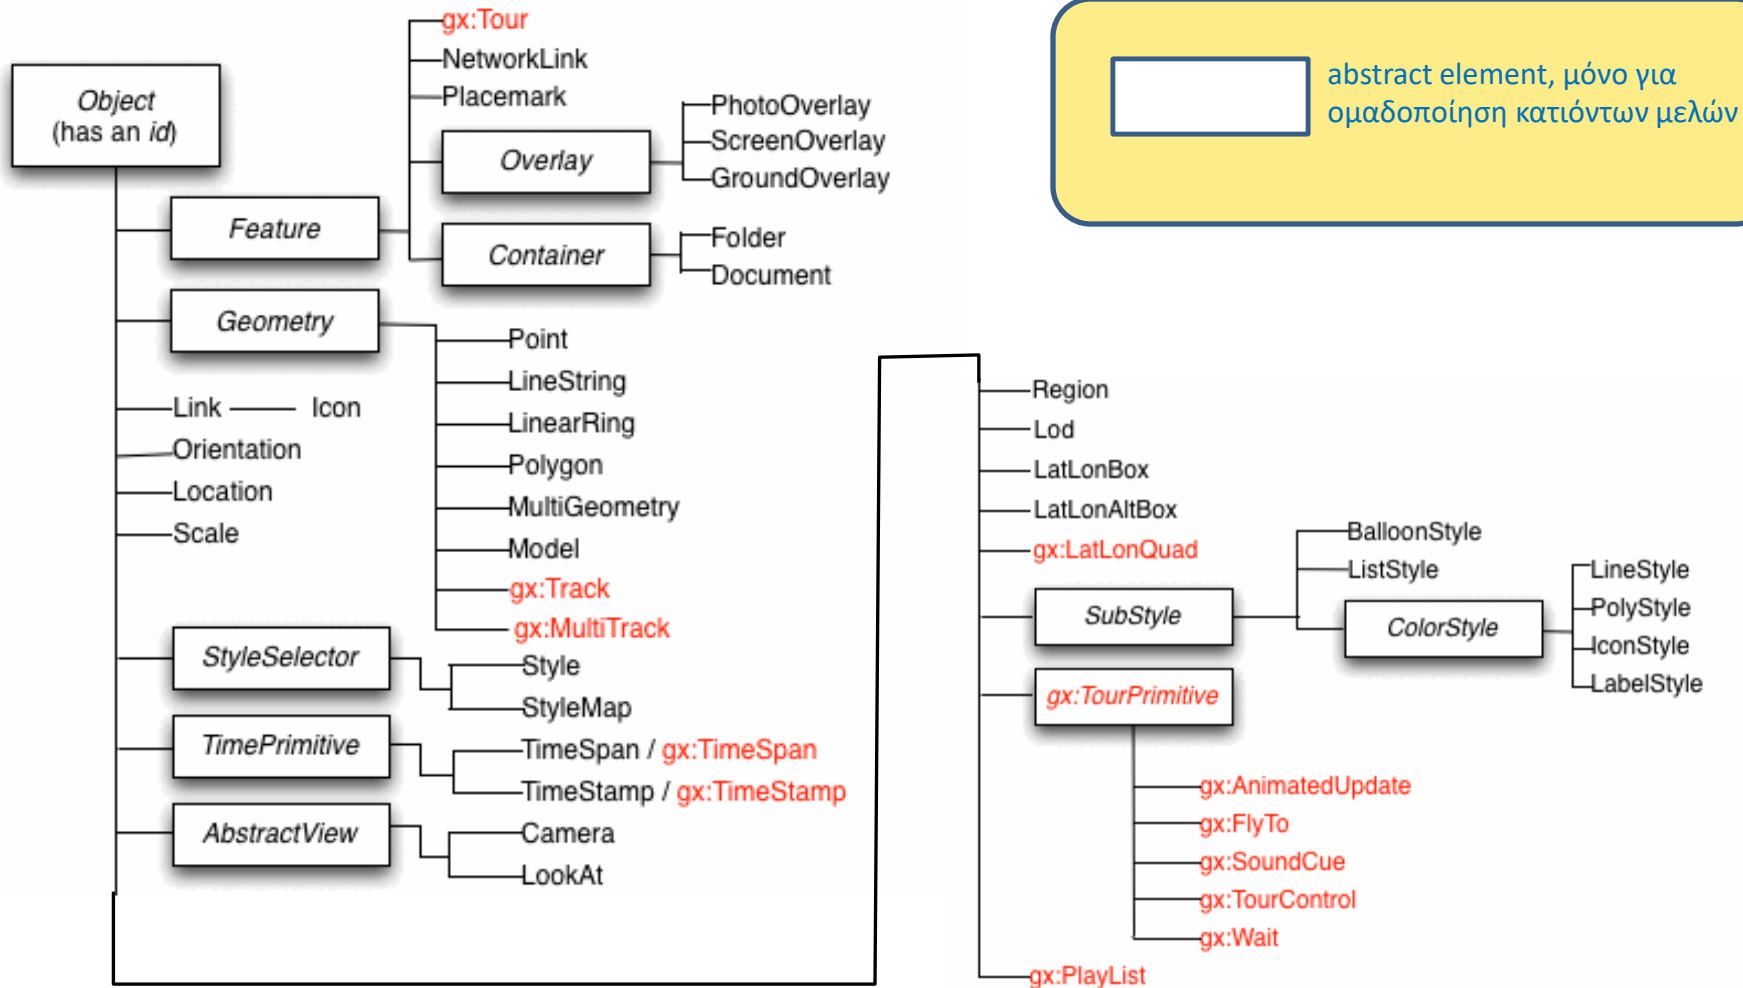 gx:Tour
NetworkLink
Placemark
Object
(has an id)
PhotoOverlay
ScreenOverlay
GroundOverlay
Overlay
Feature
Container
Folder
Document
Geometry
Point
LineString
LinearRing
Polygon
MultiGeometry
Model
gx:Track
gx:MultiTrack
Link
Icon
Orientation
Location
Scale
StyleSelector
Style
StyleMap
TimePrimitive
TimeSpan / gx:TimeSpan
TimeStamp / gx:TimeStamp
AbstractView
Camera
LookAt
abstract element, μόνο για
ομαδοποίηση κατιόντων μελών
Region
Lod
LatLonBox
LatLonAltBox
gx:LatLonQuad
SubStyle
BalloonStyle
ListStyle
ColorStyle
LineStyle
PolyStyle
IconStyle
LabelStyle
gx:TourPrimitive
gx:AnimatedUpdate
gx:FlyTo
gx:SoundCue
gx:TourControl
gx:Wait
gx:PlayList